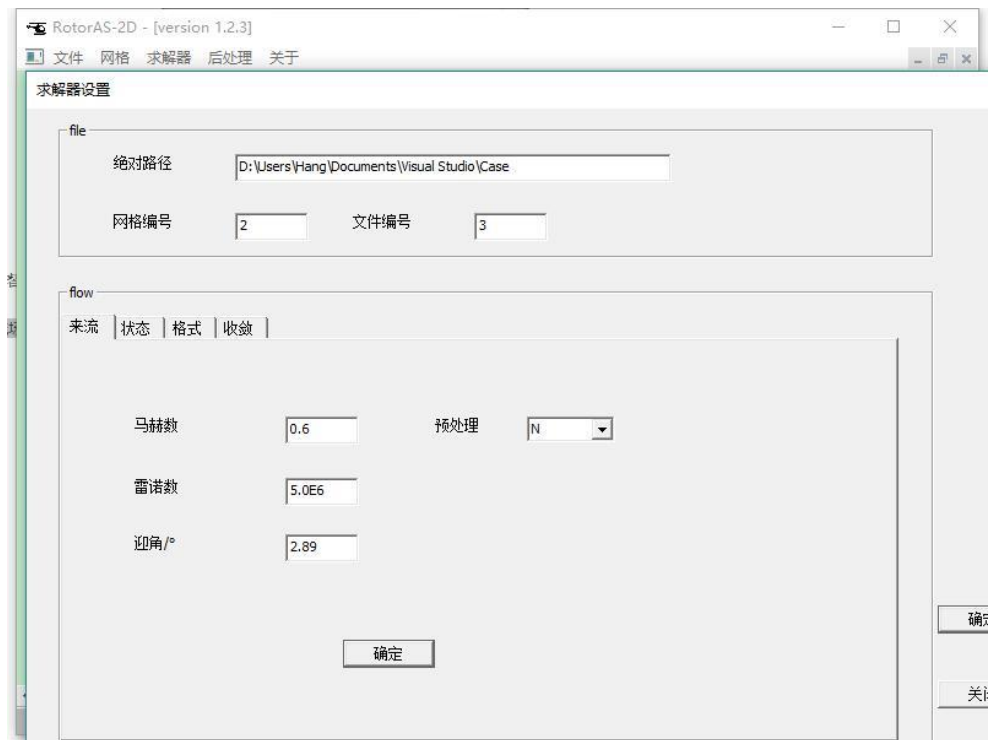 RotorAS-2D - [version 1.2.3]
文件 网格 求解器 后处理 关于
求解器设置
file
绝对路径 D:\Users\Hang\Documents\Visual Studio\Case
网格编号 2 文件编号 3
flow
来流 状态 格式 收敛
马赫数 0.6 预处理 N
雷诺数 5.0E6
迎角/° 2.89
确定
确定
关